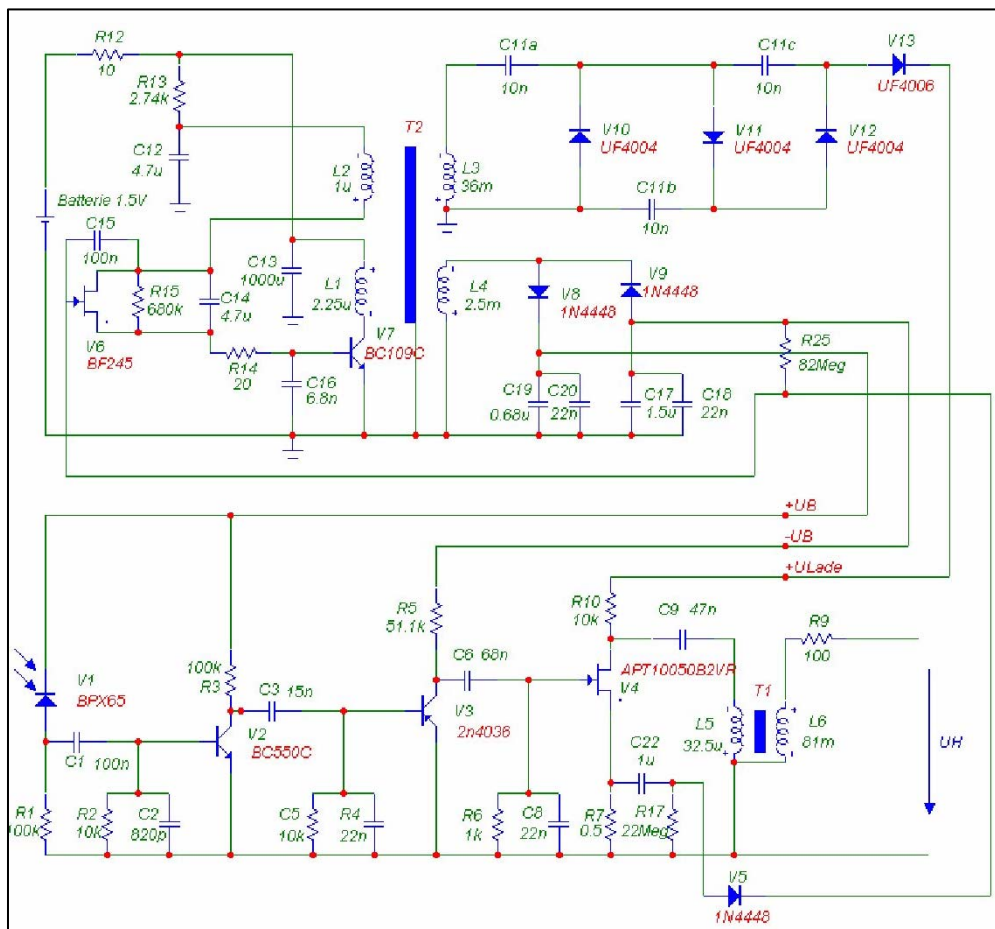 R12
10
R13
2.74k
C12
4.7u
Batterie 1.5V
C15
100n
R15
680k
C14
4.7u
V6
BF245
R14
20
C16
6.8n
L2
1u
C13
1000u
L1
2.25u
V7
BC109C
T2
L3
36m
L4
2.5m
C11a
10n
V10
UF4004
C11b
10n
V11
UF4004
C11c
10n
V12
UF4004
V13
UF4006
V8
1N4448
V9
1N4448
C19
0.68u
C20
22n
C17
1.5u
C18
22n
R25
82Meg
+UB
-UB
+ULade
V1
BPX65
R1
100k
C1
100n
R2
10k
C2
820p
100k
R3
V2
BC550C
C3
15n
C5
10k
R4
22n
R5
51.1k
V3
2n4036
C6
68n
R6
1k
C8
22n
R10
10k
APT10050B2VR
V4
C9
47n
C22
1u
R7
0.5
R17
22Meg
T1
L5
32.5u
L6
81m
R9
100
UH
V5
1N4448